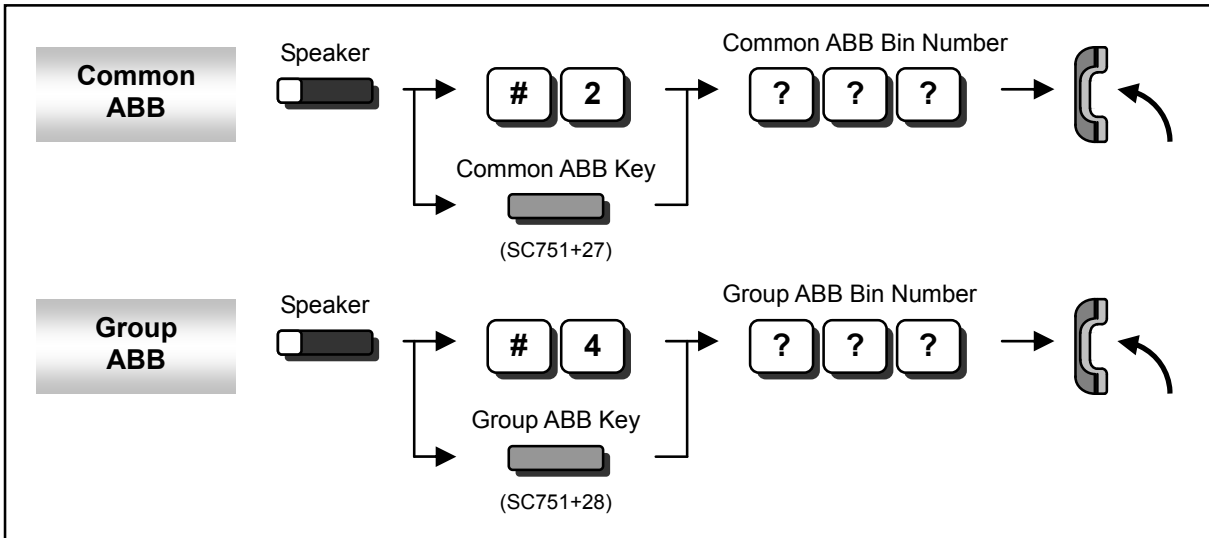 Common
ABB
Speaker
# 2
Common ABB Key
(SC751+27)
Common ABB Bin Number
? ? ?
Group
ABB
Speaker
# 4
Group ABB Key
(SC751+28)
Group ABB Bin Number
? ? ?